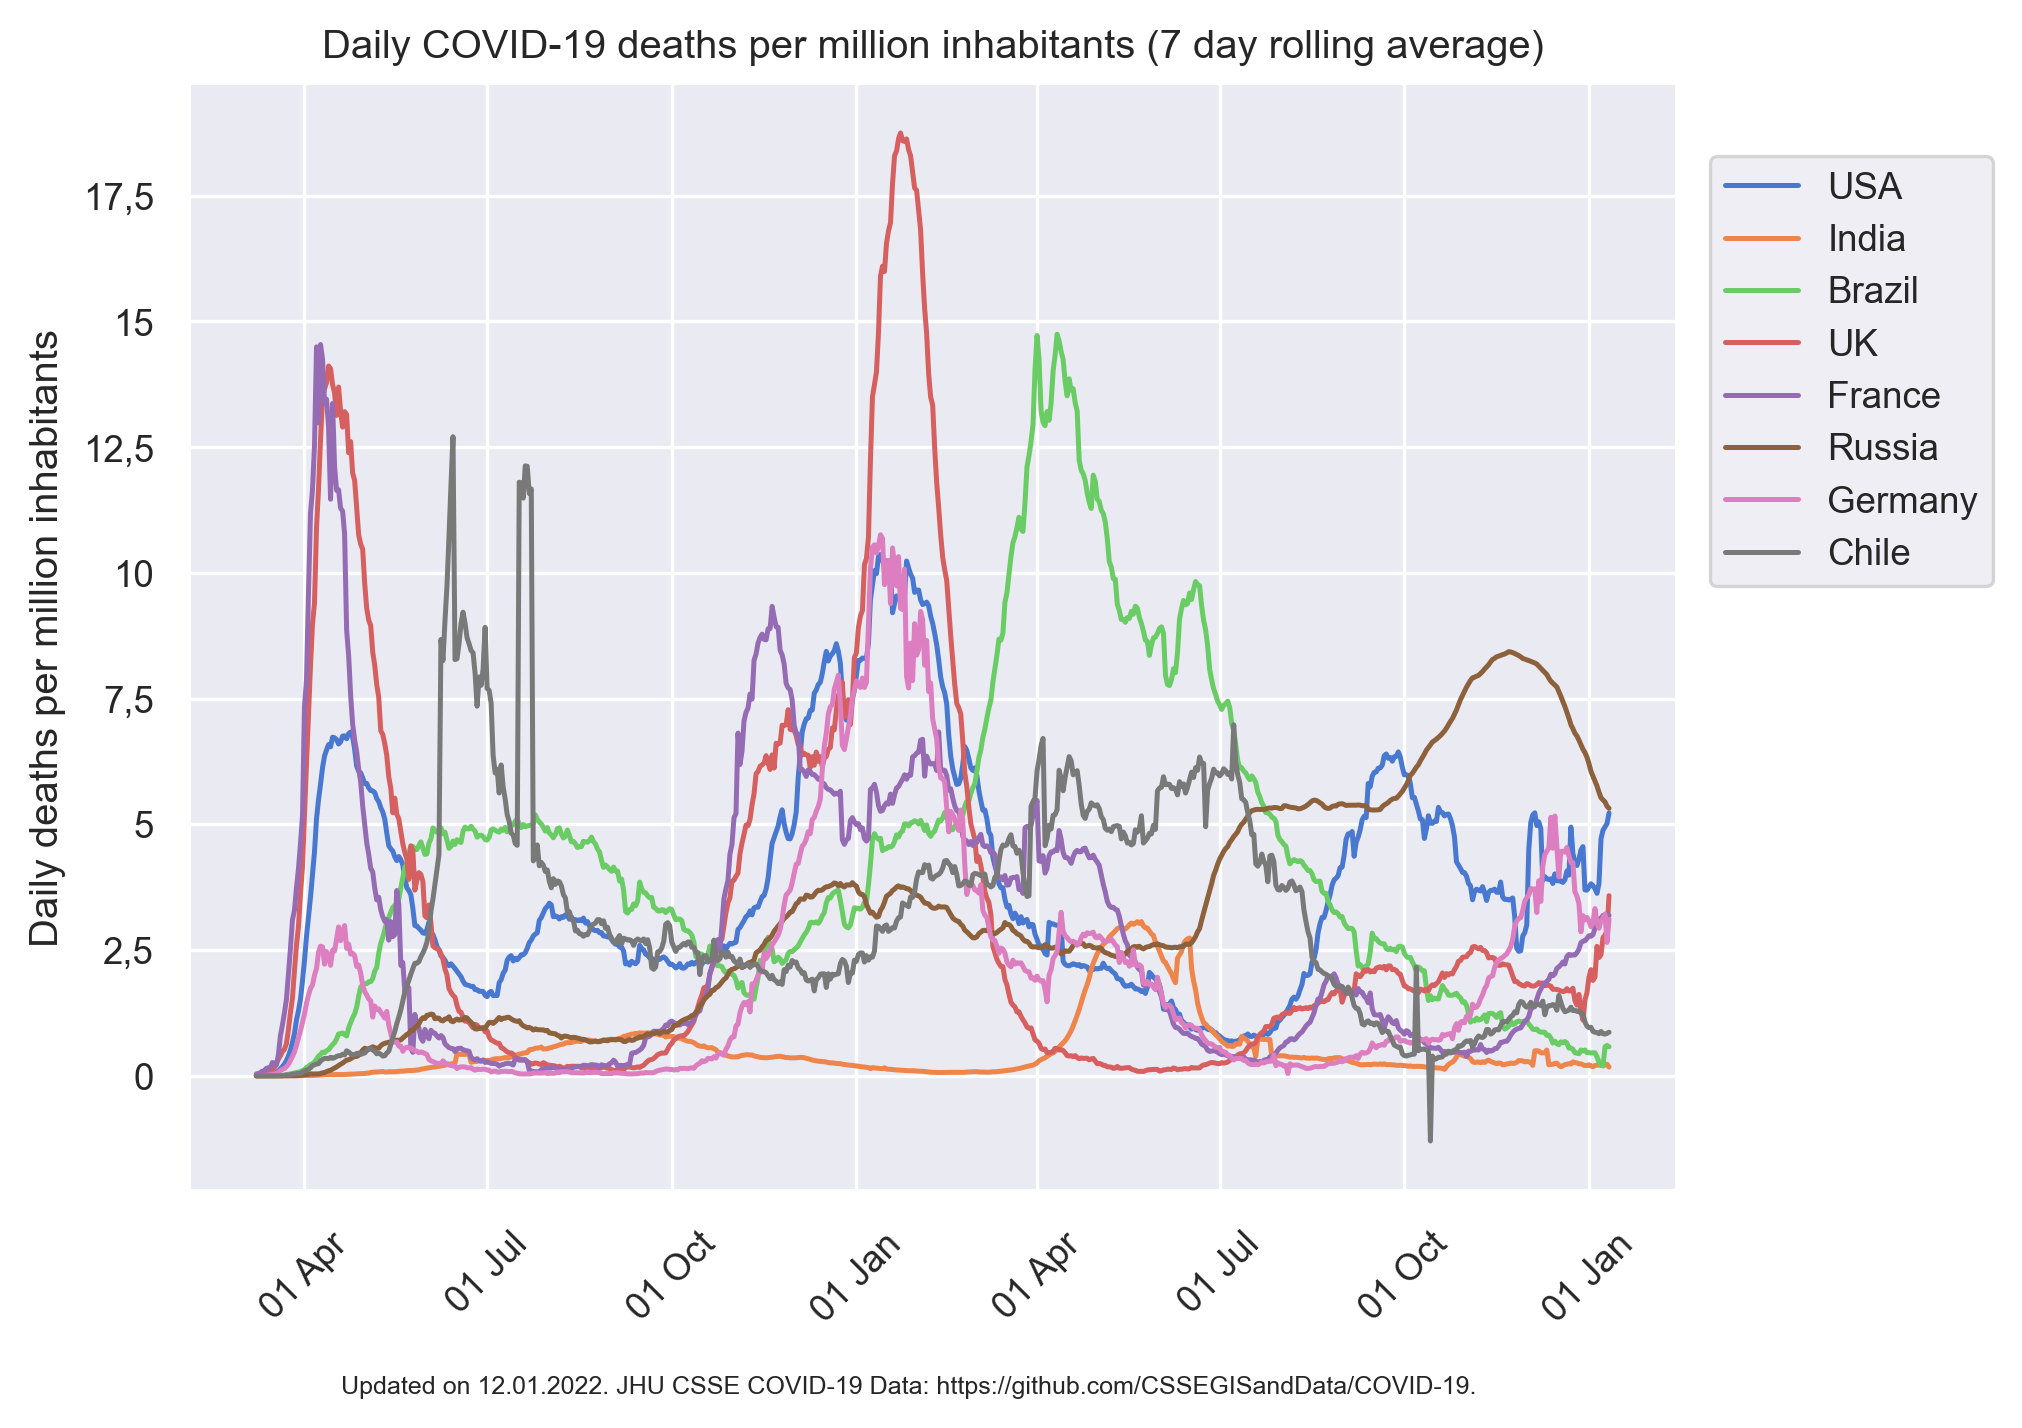 Daily COVID-19 deaths per million inhabitants (7 day rolling average)
Daily deaths per million inhabitants
17,5
15
12,5
10
7,5
5
2,5
0
01 Apr
01 Jul
01 Oct
01 Jan
01 Apr
01 Jul
01 Oct
01 Jan
USA
India
Brazil
UK
France
Russia
Germany
Chile
Updated on 12.01.2022. JHU CSSE COVID-19 Data: https://github.com/CSSEGISandData/COVID-19.